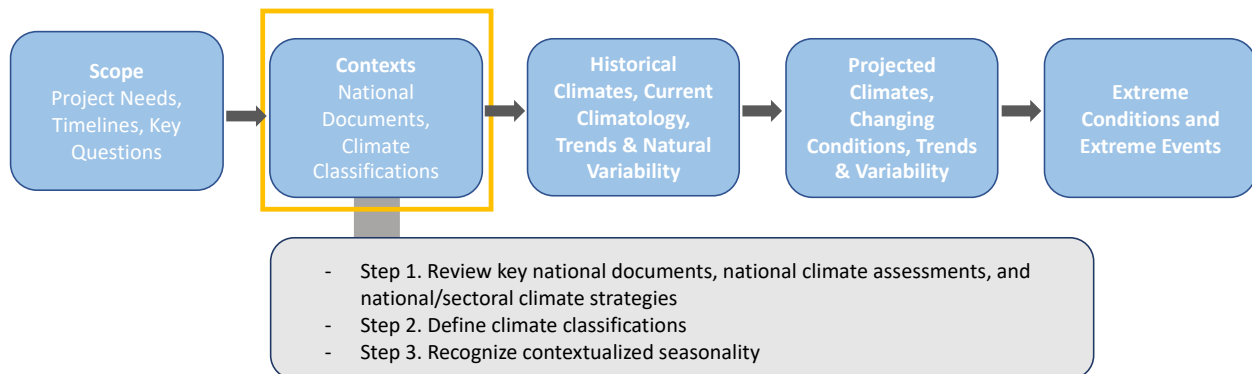 Scope
Project Needs,
Timelines, Key
Questions
Contexts
National
Documents,
Climate
Classifications
Historical
Climates, Current
Climatology,
Trends & Natural
Variability
Projected
Climates,
Changing
Conditions, Trends
& Variability
Extreme
Conditions and
Extreme Events
- Step 1. Review key national documents, national climate assessments, and
national/sectoral climate strategies
- Step 2. Define climate classifications
- Step 3. Recognize contextualized seasonality